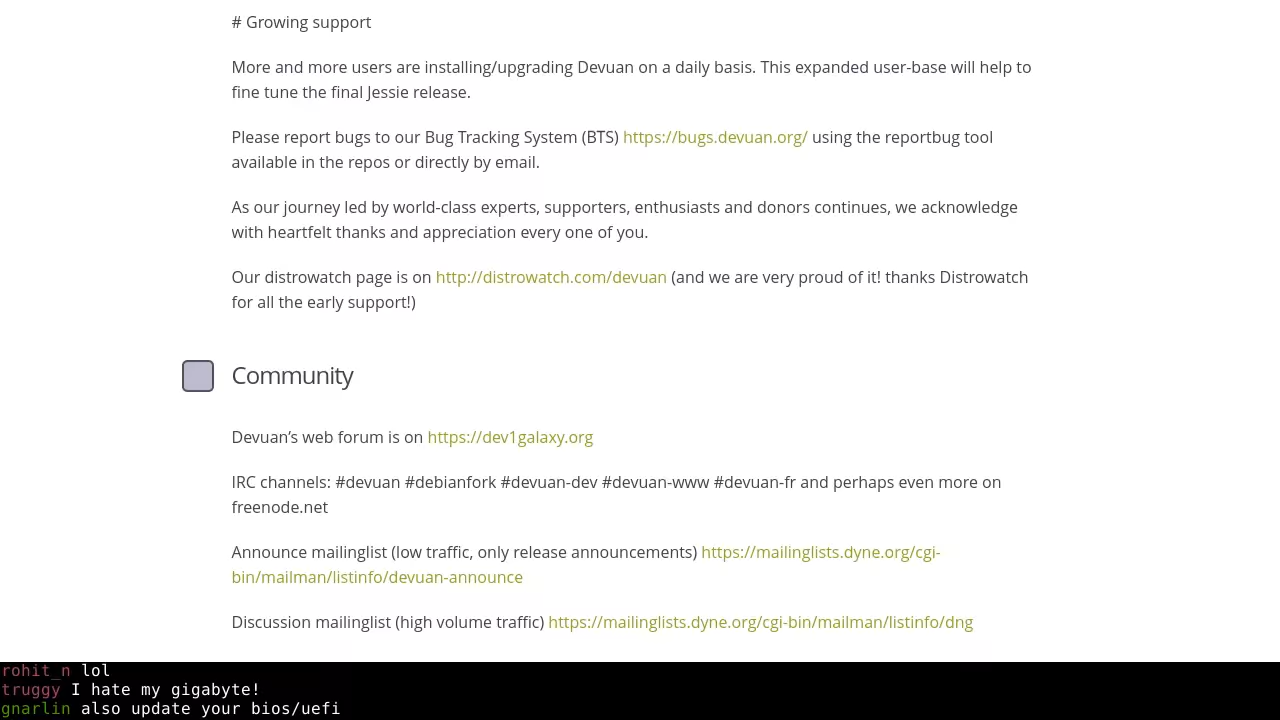 # Growing support
More and more users are installing/upgrading Devuan on a daily basis. This expanded user-base will help to
fine tune the final Jessie release.
Please report bugs to our Bug Tracking System (BTS) https://bugs.devuan.org/ using the reportbug tool
available in the repos or directly by email.
As our journey led by world-class experts, supporters, enthusiasts and donors continues, we acknowledge
with heartfelt thanks and appreciation every one of you.
Our distrowatch page is on http://distrowatch.com/devuan (and we are very proud of it! thanks Distrowatch
for all the early support!)
Community
Devuan’s web forum is on https://dev1galaxy.org
IRC channels: #devuan #debianfork #devuan-dev #devuan-www #devuan-fr and perhaps even more on
freenode.net
Announce mailinglist (low traffic, only release announcements) https://mailinglists.dyne.org/cgi-
bin/mailman/listinfo/devuan-announce
Discussion mailinglist (high volume traffic) https://mailinglists.dyne.org/cgi-bin/mailman/listinfo/dng
rohit_n lol
truggy I hate my gigabyte!
gnarlin also update your bios/uefi